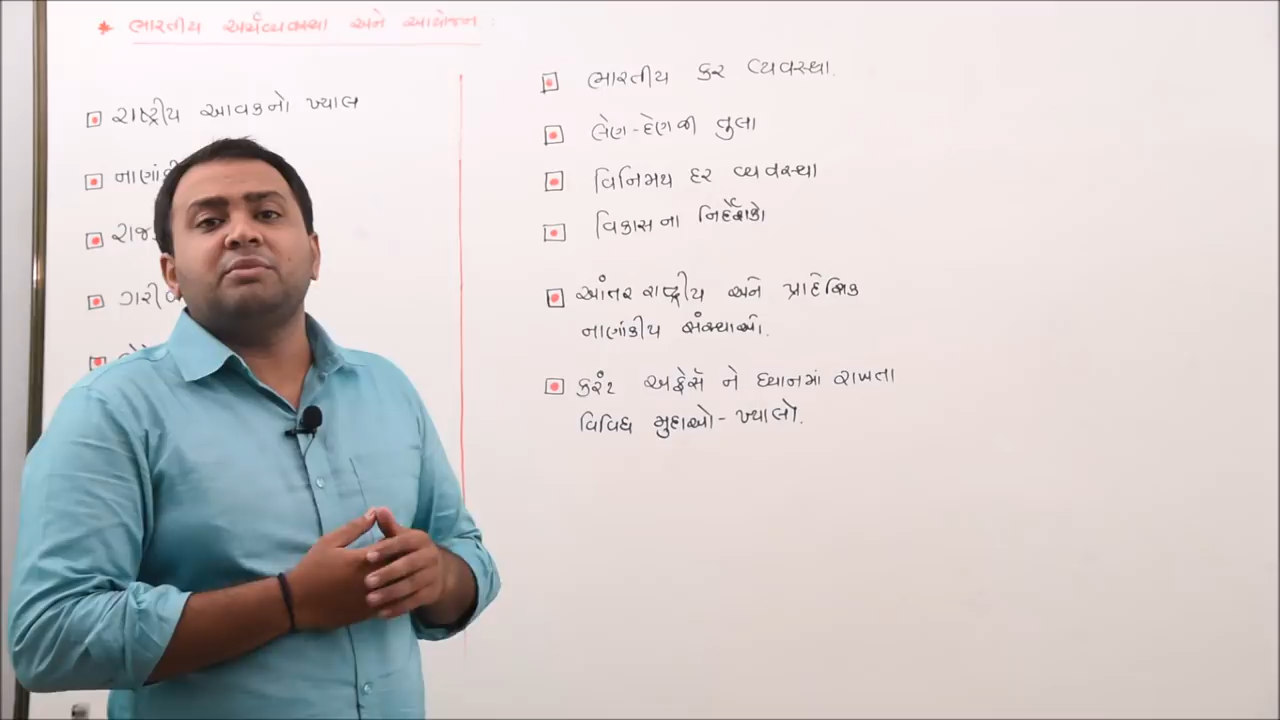 * ભારતીય અર્થવ્યવસ્થા અને આયોજન :
રાષ્ટ્રીય આવકનો ખ્યાલ
ભારતીય કર વ્યવસ્થા.
લેણ-દેણની તુલા
વિનિમય દર વ્યવસ્થા
વિકાસના નિર્દેશકો
આંતર રાષ્ટ્રીય અને પ્રાદેશિક
નાણાંકીય સંસ્થાઓ.
કરંટ અફેર્સ ને ધ્યાનમાં રાખતા
વિવિધ મુદ્દાઓ - ખ્યાલો.